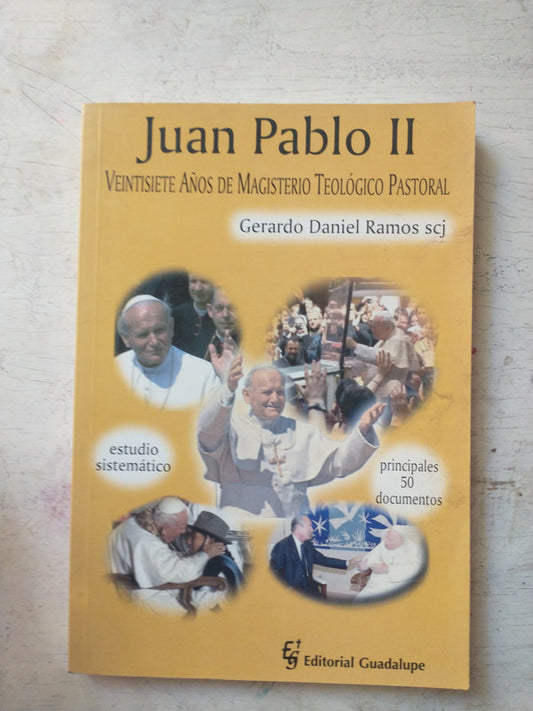 Juan Pablo II
VEINTISIETE AÑOS DE MAGISTERIO TEOLÓGICO PASTORAL
Gerardo Daniel Ramos scj
estudio
sistemático
principales
50
documentos
EG Editorial Guadalupe